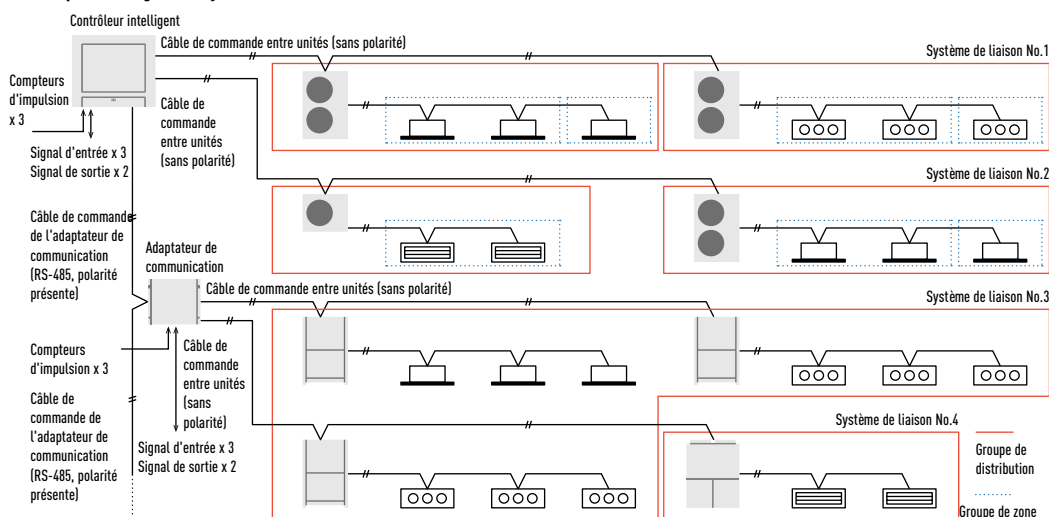 Contrôleur intelligent
Câble de commande entre unités (sans polarité)
Système de liaison No.1
Compteurs
d'impulsion
x 3
Câble de
commande
entre unités
(sans polarité)
Signal d'entrée x 3
Signal de sortie x 2
Système de liaison No.2
Câble de commande
de l'adaptateur de
communication
(RS-485, polarité
présente)
Adaptateur de
communication
Câble de commande entre unités (sans polarité)
Système de liaison No.3
Compteurs
d'impulsion x 3
Câble de
commande
entre unités
(sans
polarité)
Câble de
commande de
l'adaptateur de
communication
(RS-485, polarité
présente)
Signal d'entrée x 3
Signal de sortie x 2
Système de liaison No.4
Groupe de
distribution
Groupe de zone